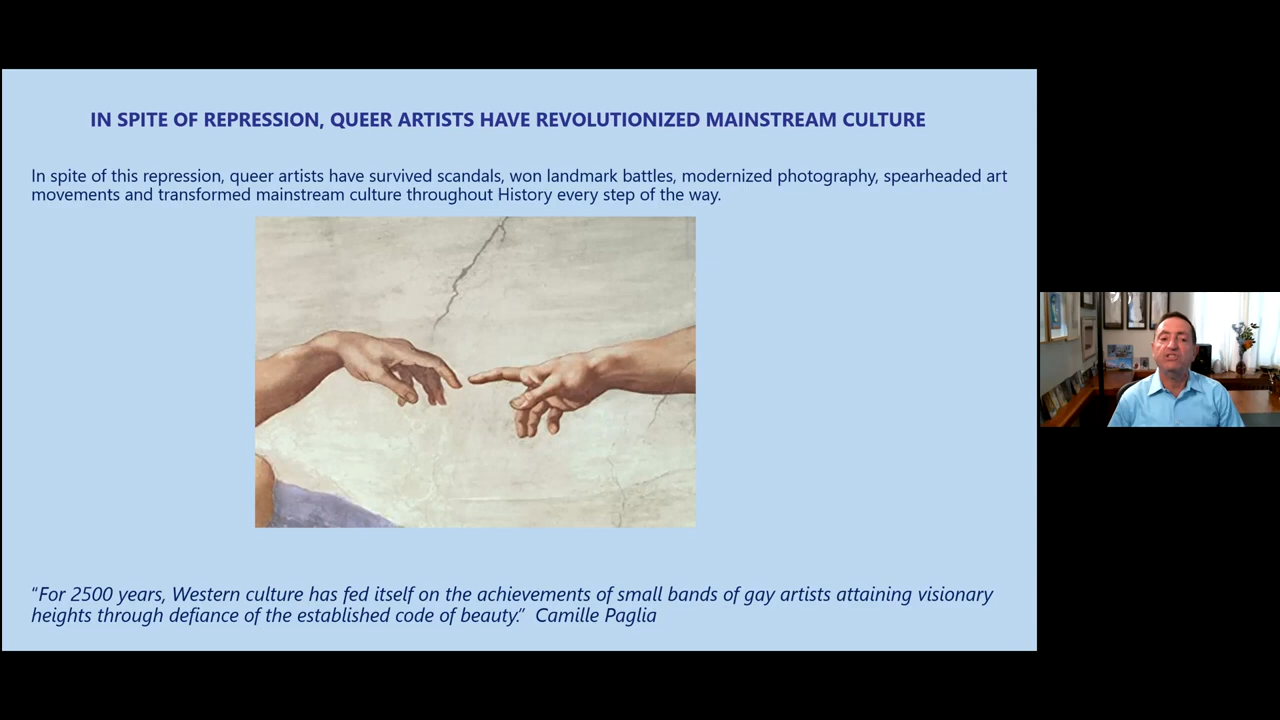 IN SPITE OF REPRESSION, QUEER ARTISTS HAVE REVOLUTIONIZED MAINSTREAM CULTURE
In spite of this repression, queer artists have survived scandals, won landmark battles, modernized photography, spearheaded art
movements and transformed mainstream culture throughout History every step of the way.
“For 2500 years, Western culture has fed itself on the achievements of small bands of gay artists attaining visionary
heights through defiance of the established code of beauty.”  Camille Paglia